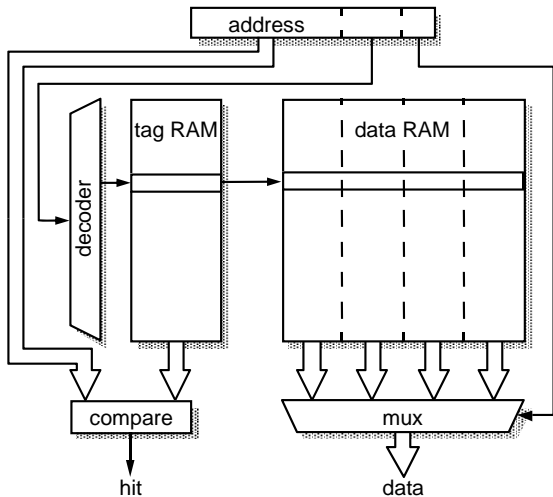 address
tag RAM
data RAM
decoder
compare
mux
hit
data